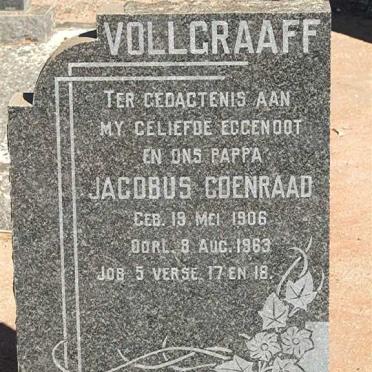 VOLLGRAAFF
TER GEDAGTENIS AAN
MY GELIEFDE EGGENOOT
EN ONS PAPPA
JACOBUS COENRAAD
GEB. 19. MEI 1906
OORL. 8 AUG. 1963
JOB 5 VERSE. 17 EN 18.